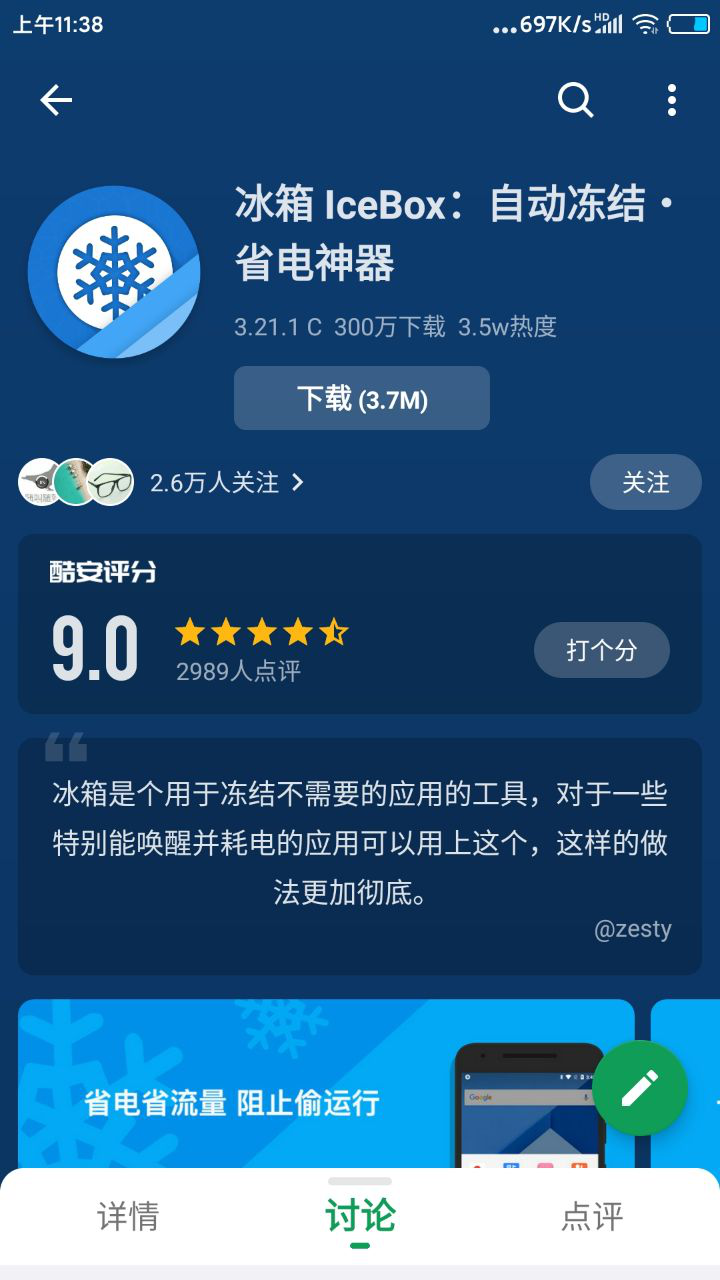 上午11:38
...697K/s HD
冰箱 IceBox：自动冻结·
省电神器
3.21.1 C 300万下载 3.5w热度
下载 (3.7M)
2.6万人关注
关注
酷安评分
9.0
2989人点评
打个分
冰箱是个用于冻结不需要的应用的工具，对于一些
特别能唤醒并耗电的应用可以用上这个，这样的做
法更加彻底。
@zesty
省电省流量 阻止偷运行
Google
详情
讨论
点评